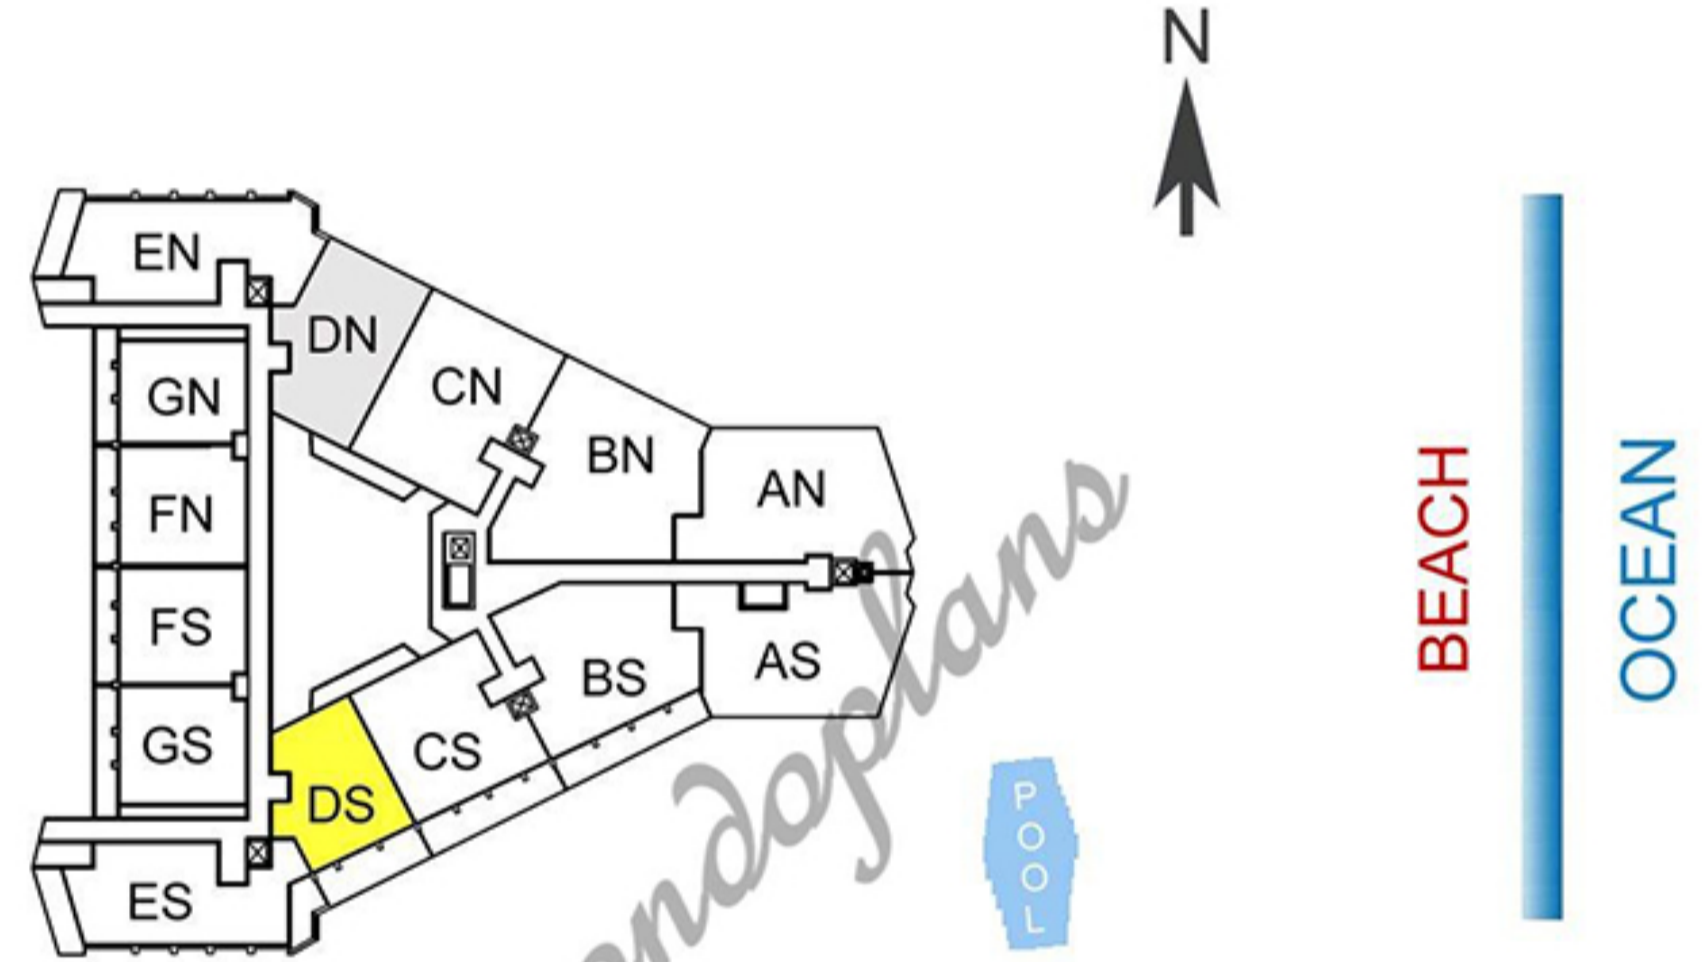 N
EN
DN
GN
CN
BN
AN
FN
FS
AS
BS
GS
CS
DS
ES
POOL
BEACH
OCEAN